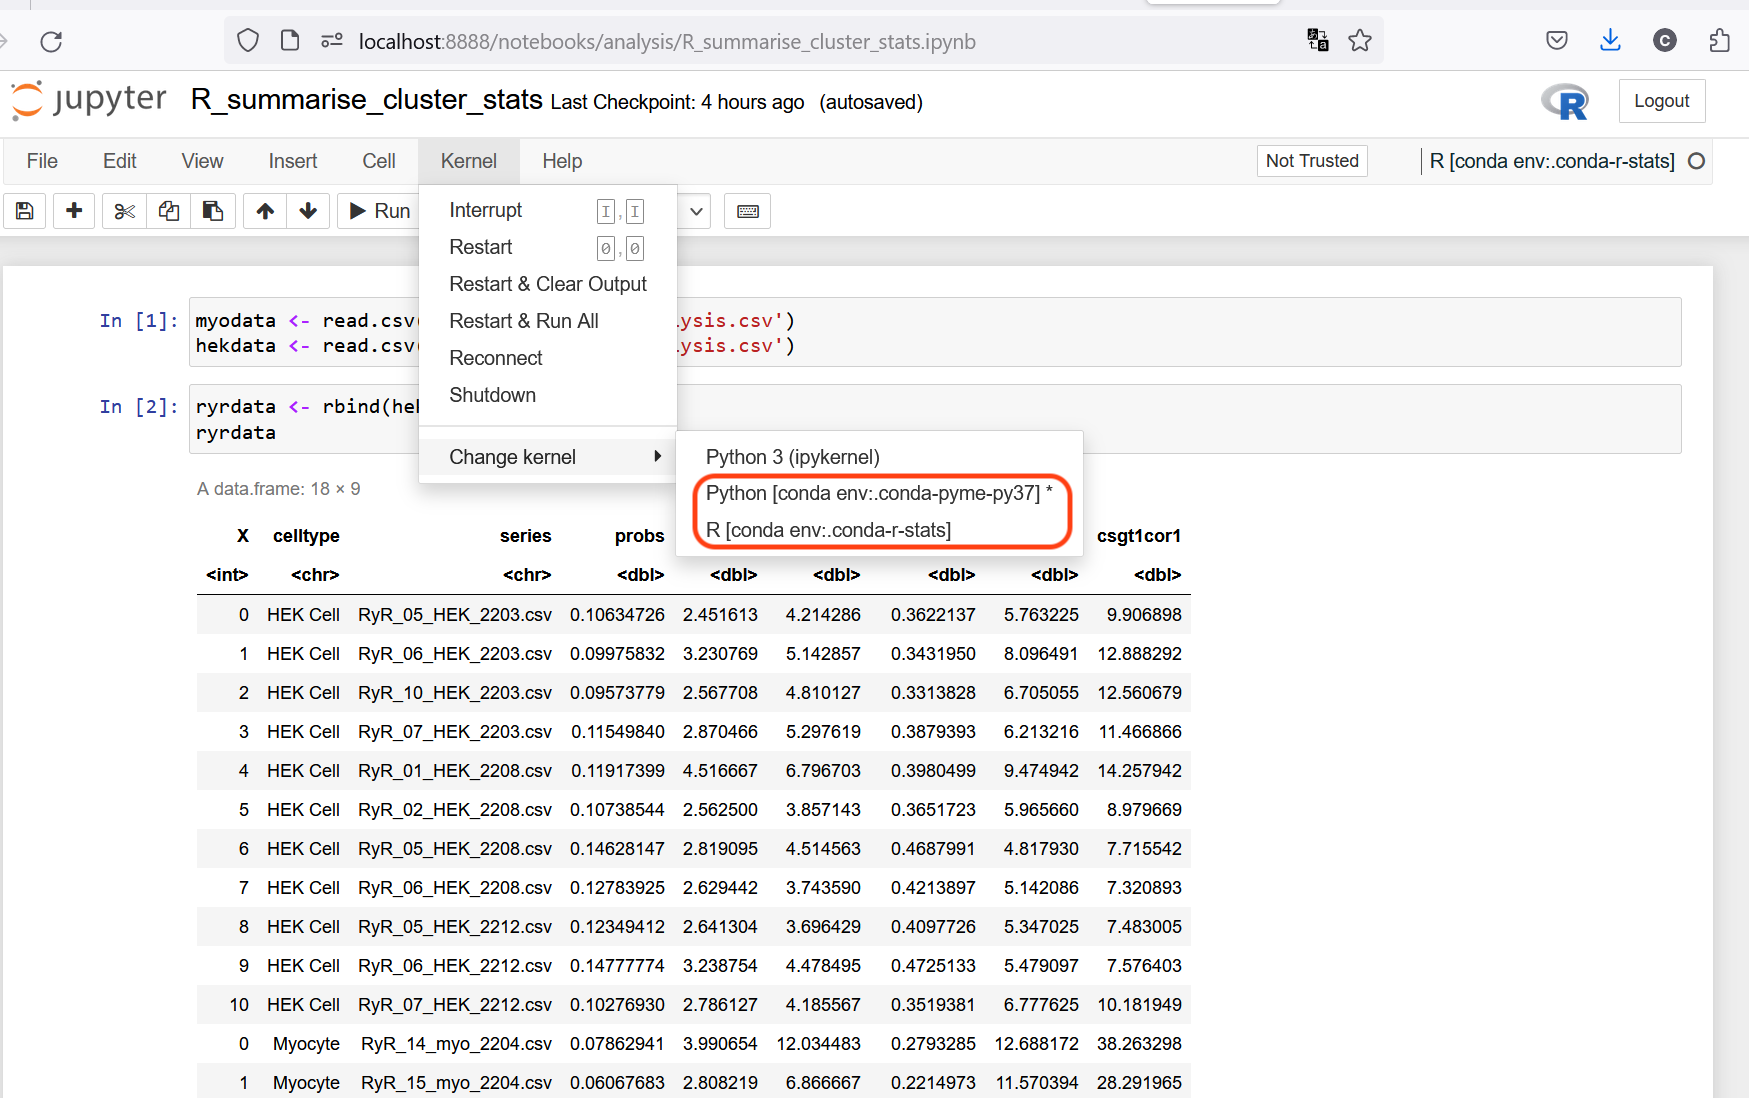 localhost:8888/notebooks/analysis/R_summarise_cluster_stats.ipynb
C
jupyter R_summarise_cluster_stats Last Checkpoint: 4 hours ago (autosaved) R Logout
File Edit View Insert Cell Kernel Help Not Trusted R [conda env:.conda-r-stats]
Run
Interrupt I,I
Restart 0,0
Restart & Clear Output
Restart & Run All
Reconnect
Shutdown
Change kernel
Python 3 (ipykernel)
Python [conda env:.conda-pyme-py37] *
R [conda env:.conda-r-stats]
In [1]: myodata <- read.csv( ysis.csv')
hekdata <- read.csv( ysis.csv')
In [2]: ryrdata <- rbind(hek
ryrdata
A data.frame: 18 × 9
X celltype series probs csgt1cor1
<int> <chr> <chr> <dbl> <dbl> <dbl> <dbl> <dbl> <dbl>
0 HEK Cell RyR_05_HEK_2203.csv 0.10634726 2.451613 4.214286 0.3622137 5.763225 9.906898
1 HEK Cell RyR_06_HEK_2203.csv 0.09975832 3.230769 5.142857 0.3431950 8.096491 12.888292
2 HEK Cell RyR_10_HEK_2203.csv 0.09573779 2.567708 4.810127 0.3313828 6.705055 12.560679
3 HEK Cell RyR_07_HEK_2203.csv 0.11549840 2.870466 5.297619 0.3879393 6.213216 11.466866
4 HEK Cell RyR_01_HEK_2208.csv 0.11917399 4.516667 6.796703 0.3980499 9.474942 14.257942
5 HEK Cell RyR_02_HEK_2208.csv 0.10738544 2.562500 3.857143 0.3651723 5.965660 8.979669
6 HEK Cell RyR_05_HEK_2208.csv 0.14628147 2.819095 4.514563 0.4687991 4.817930 7.715542
7 HEK Cell RyR_06_HEK_2208.csv 0.12783925 2.629442 3.743590 0.4213897 5.142086 7.320893
8 HEK Cell RyR_05_HEK_2212.csv 0.12349412 2.641304 3.696429 0.4097726 5.347025 7.483005
9 HEK Cell RyR_06_HEK_2212.csv 0.14777774 3.238754 4.478495 0.4725133 5.479097 7.576403
10 HEK Cell RyR_07_HEK_2212.csv 0.10276930 2.786127 4.185567 0.3519381 6.777625 10.181949
0 Myocyte RyR_14_myo_2204.csv 0.07862941 3.990654 12.034483 0.2793285 12.688172 38.263298
1 Myocyte RyR_15_myo_2204.csv 0.06067683 2.808219 6.866667 0.2214973 11.570394 28.291965